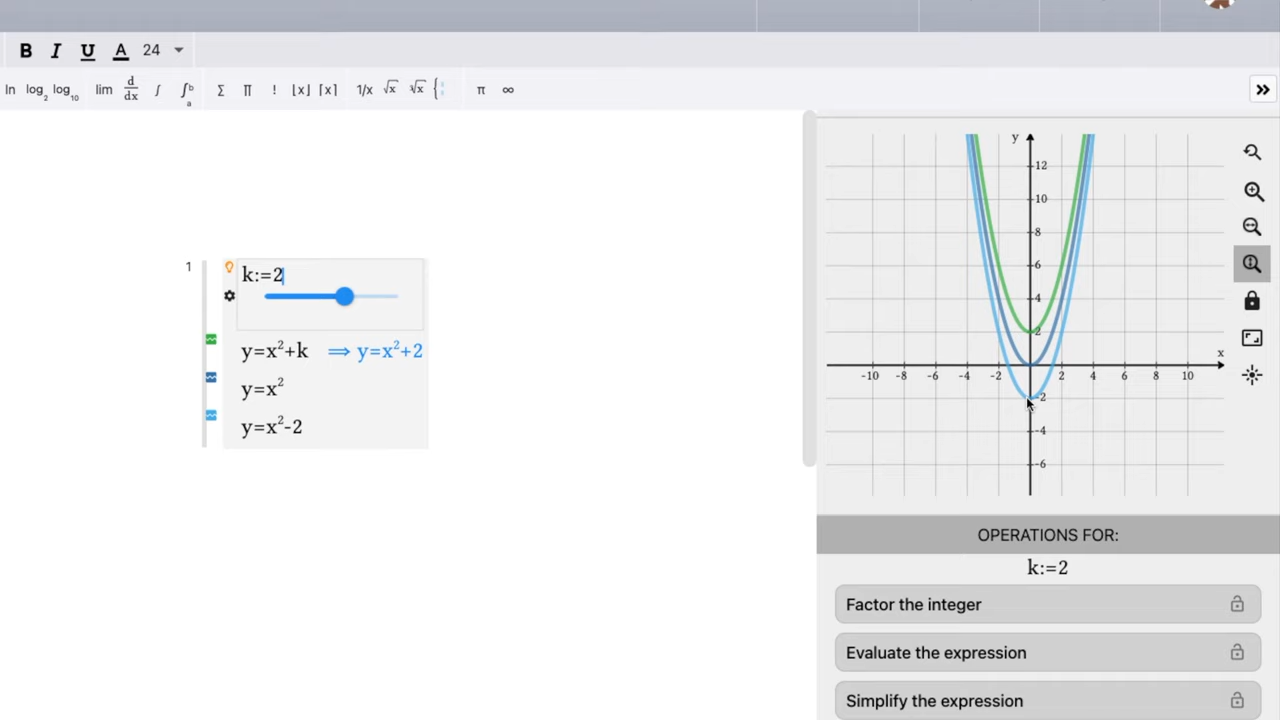 B I U A 24
ln log₂ log₁₀ lim d/dx ∫ ∫ᵇₐ Σ ∏ ! ⌊x⌋ ⌈x⌉ 1/x √x ∛x π ∞
1
k:=2
y=x²+k ⟹ y=x²+2
y=x²
y=x²-2
y
12
10
8
6
4
2
x
-10 -8 -6 -4 -2 2 4 6 8 10
-2
-4
-6
OPERATIONS FOR:
k:=2
Factor the integer
Evaluate the expression
Simplify the expression